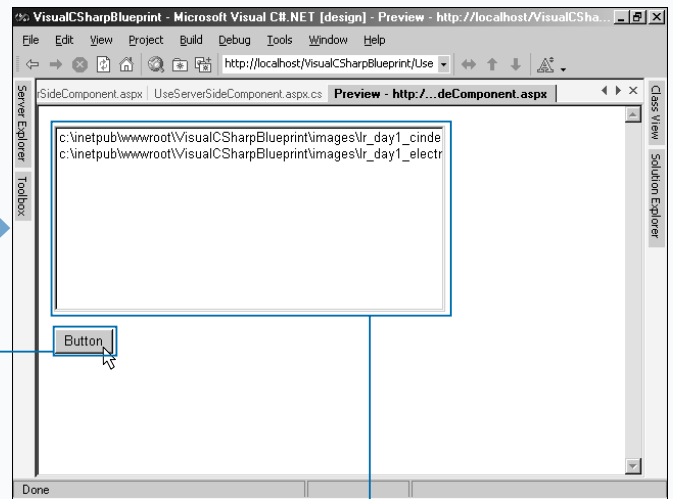 VisualCSharpBlueprint - Microsoft Visual C#.NET [design] - Preview - http://localhost/VisualCSha...
File Edit View Project Build Debug Tools Window Help
http://localhost/VisualCSharpBlueprint/Use
rSideComponent.aspx UseServerSideComponent.aspx.cs Preview - http:/...deComponent.aspx
Server Explorer
Toolbox
c:\inetpub\wwwroot\VisualCSharpBlueprint\images\lr_day1_cinde
c:\inetpub\wwwroot\VisualCSharpBlueprint\images\lr_day1_electr
Button
Class View
Solution Explorer
Done